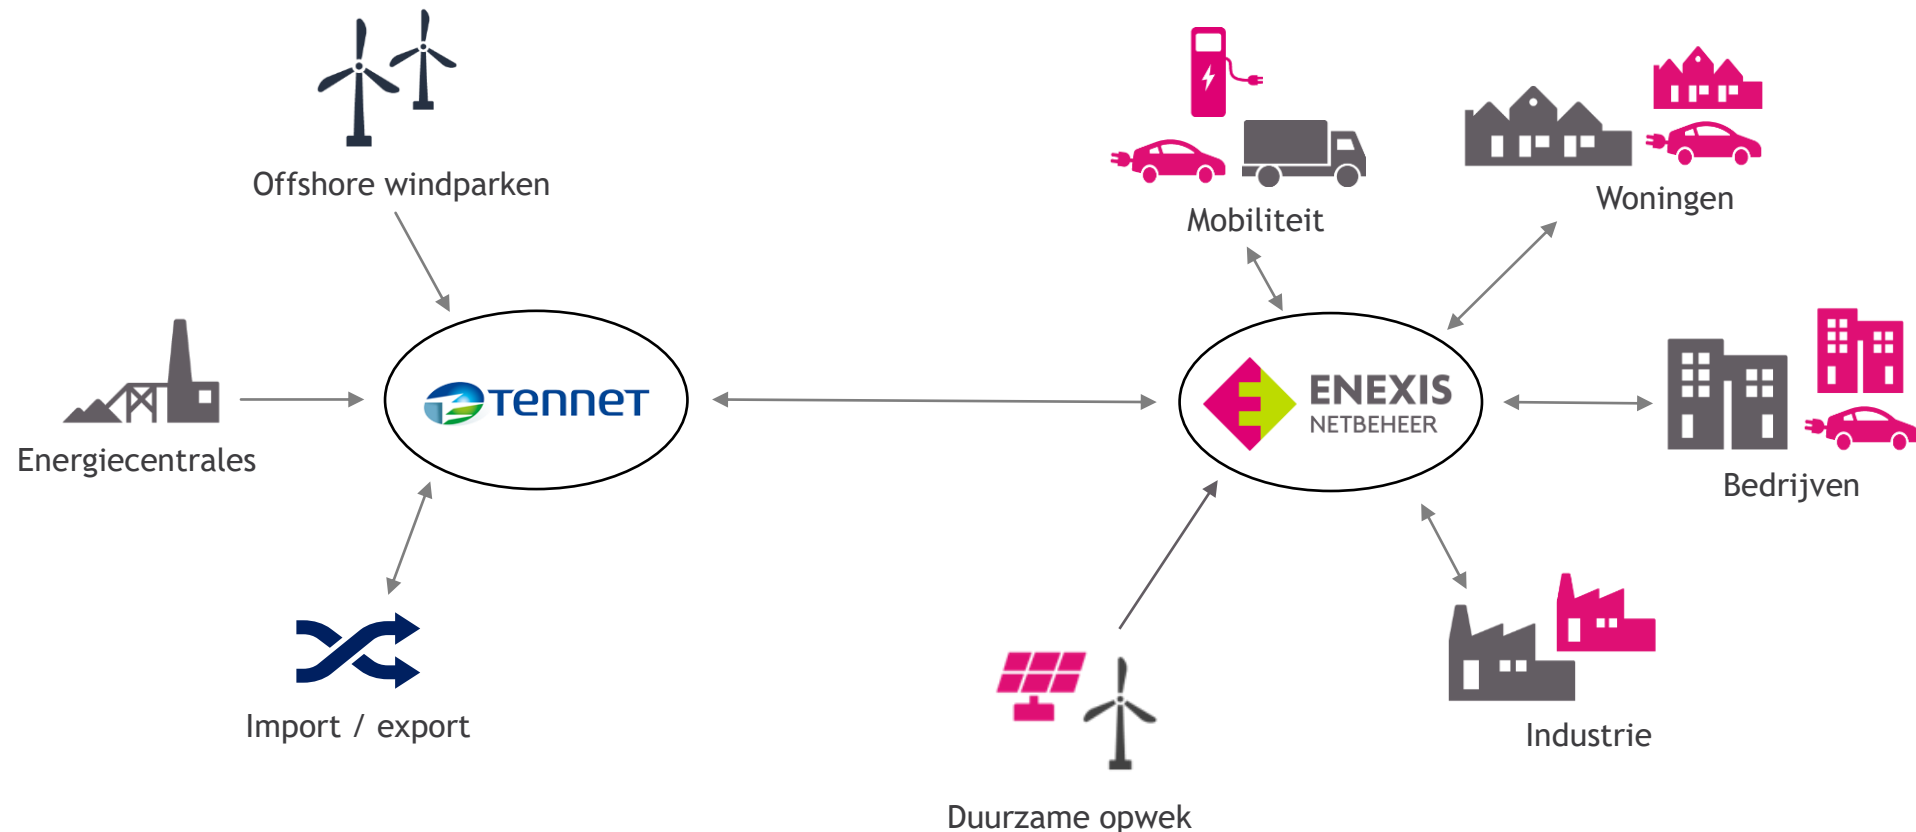 Offshore windparken
Mobiliteit
Woningen
TenneT
ENEXIS
NETBEHEER
Energiecentrales
Bedrijven
Import / export
Industrie
Duurzame opwek